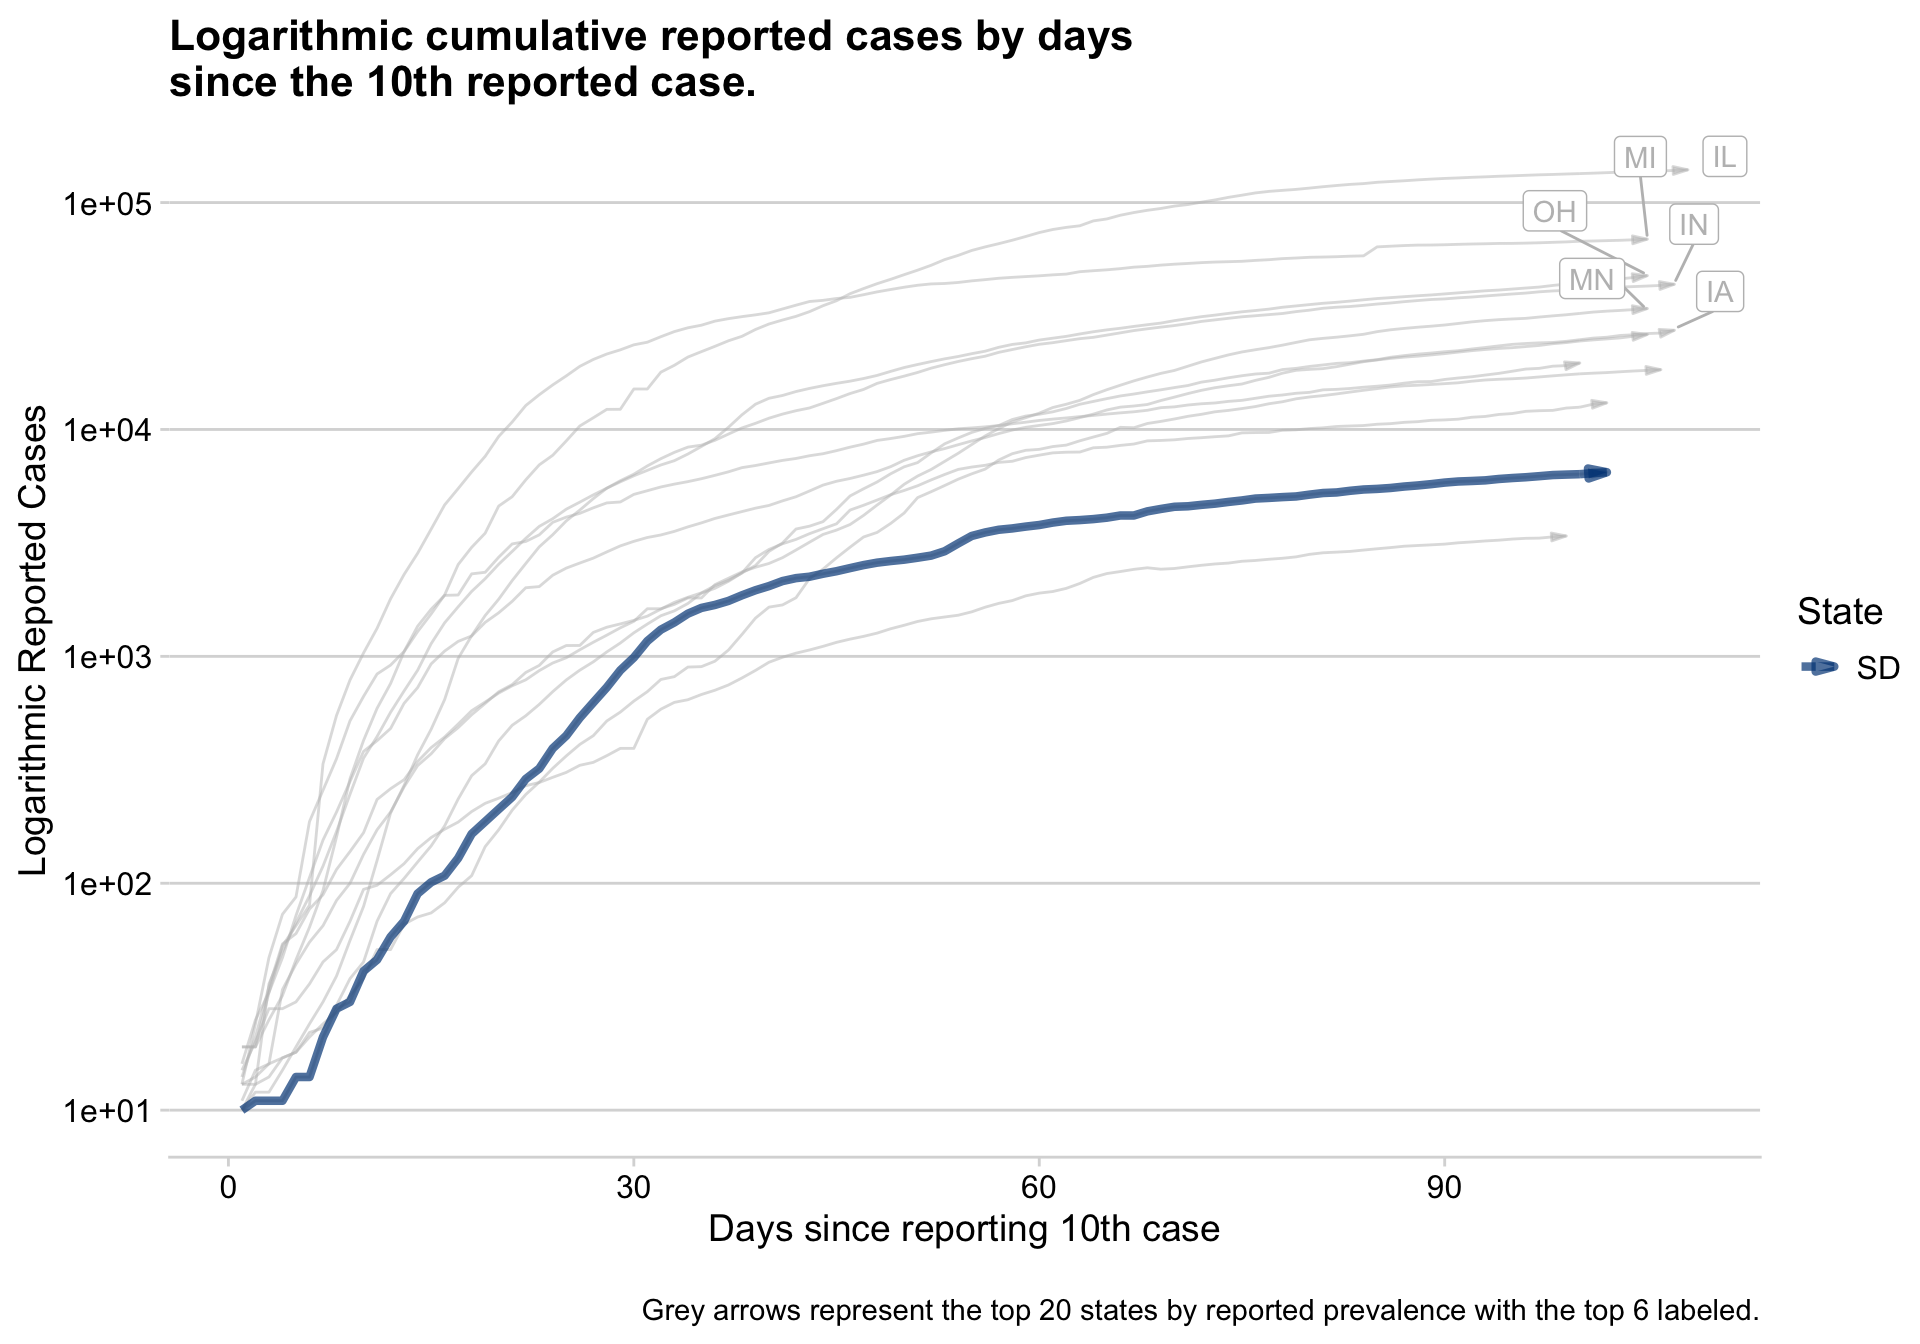 Logarithmic cumulative reported cases by days
since the 10th reported case.
MI
IL
OH
IN
MN
IA
1e+05
1e+04
1e+03
1e+02
1e+01
Logarithmic Reported Cases
State
SD
0
30
60
90
Days since reporting 10th case
Grey arrows represent the top 20 states by reported prevalence with the top 6 labeled.